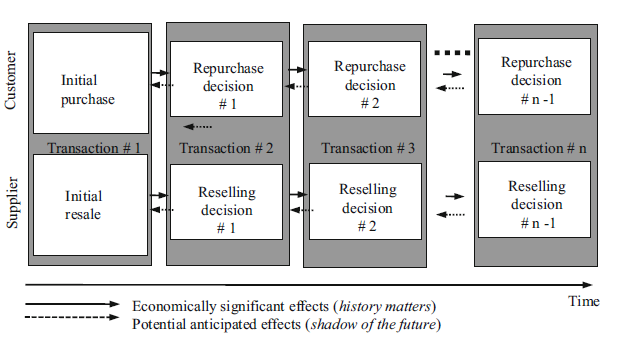 Customer
Initial
purchase
Repurchase
decision
# 1
Repurchase
decision
# 2
Repurchase
decision
# n -1
Transaction # 1
Transaction # 2
Transaction # 3
Transaction # n
Supplier
Initial
resale
Reselling
decision
# 1
Reselling
decision
# 2
Reselling
decision
# n -1
Time
Economically significant effects (history matters)
Potential anticipated effects (shadow of the future)